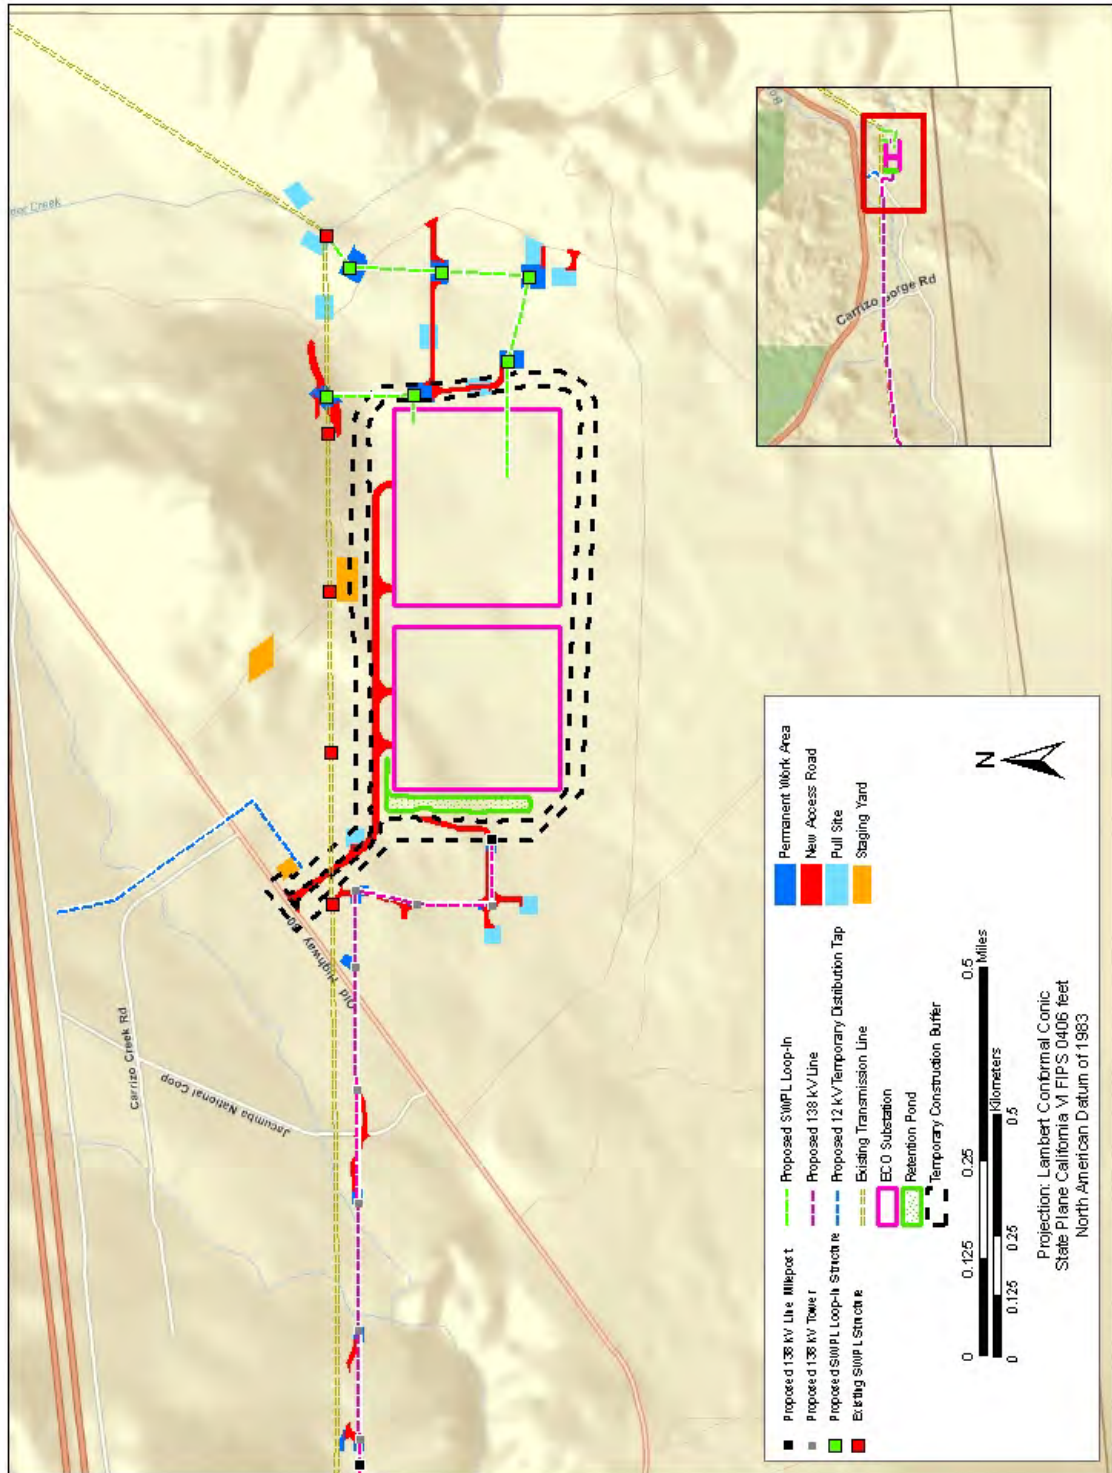 Carrizo Creek Rd
Jacumba National Coop
Old Highway 80
Creek
Carrizo Gorge Rd
Proposed 138 kV Line Milepost
Proposed 138 kV Tower
Proposed SWPL Loop-In Structure
Existing SWPL Structure
Proposed SWPL Loop-In
Proposed 138 kV Line
Proposed 12 kV Temporary Distribution Tap
Existing Transmission Line
ECO Substation
Retention Pond
Temporary Construction Buffer
Permanent Work Area
New Access Road
Pull Site
Staging Yard
N
0 0.125 0.25 0.5
Miles
Kilometers
0 0.125 0.25 0.5
Projection: Lambert Conformal Conic
State Plane California VI FIPS 0406 feet
North American Datum of 1983